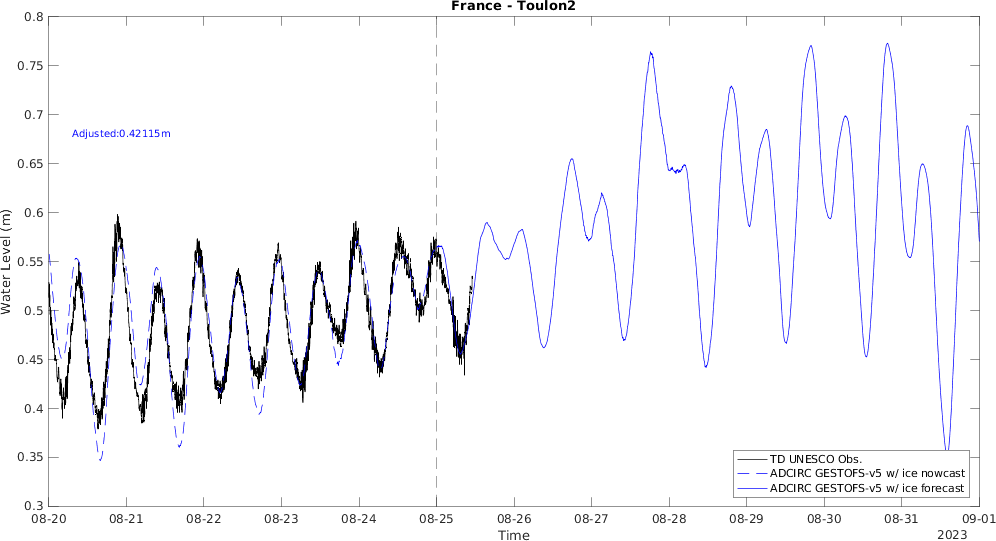 France - Toulon2
0.8
0.75
0.7
0.65
0.6
0.55
0.5
0.45
0.4
0.35
0.3
Water Level (m)
Adjusted:0.42115m
TD UNESCO Obs.
ADCIRC GESTOFS-v5 w/ ice nowcast
ADCIRC GESTOFS-v5 w/ ice forecast
08-20 08-21 08-22 08-23 08-24 08-25 08-26 08-27 08-28 08-29 08-30 08-31 09-01
Time
2023